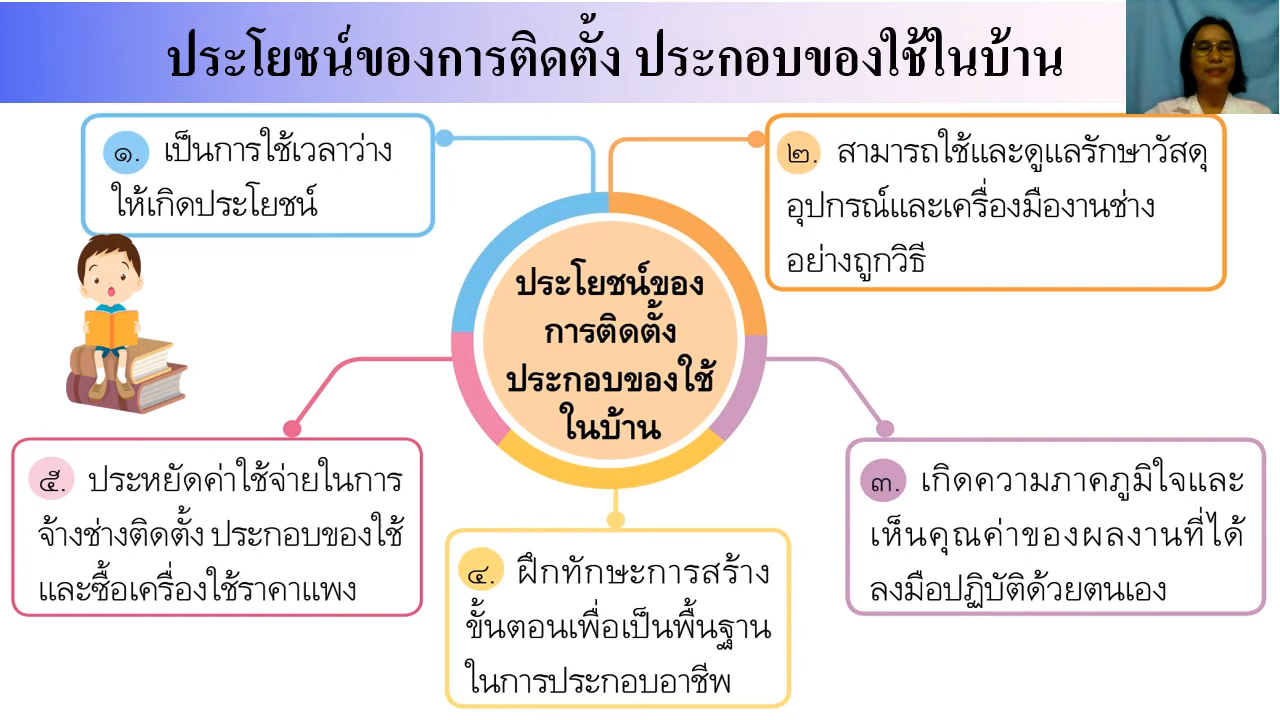 ประโยชน์ของการติดตั้ง ประกอบของใช้ในบ้าน
๑. เป็นการใช้เวลาว่าง
ให้เกิดประโยชน์
๒. สามารถใช้และดูแลรักษาวัสดุ
อุปกรณ์และเครื่องมืองานช่าง
อย่างถูกวิธี
ประโยชน์ของ
การติดตั้ง
ประกอบของใช้
ในบ้าน
๓. เกิดความภาคภูมิใจและ
เห็นคุณค่าของผลงานที่ได้
ลงมือปฏิบัติด้วยตนเอง
๔. ฝึกทักษะการสร้าง
ขั้นตอนเพื่อเป็นพื้นฐาน
ในการประกอบอาชีพ
๕. ประหยัดค่าใช้จ่ายในการ
จ้างช่างติดตั้ง ประกอบของใช้
และซื้อเครื่องใช้ราคาแพง